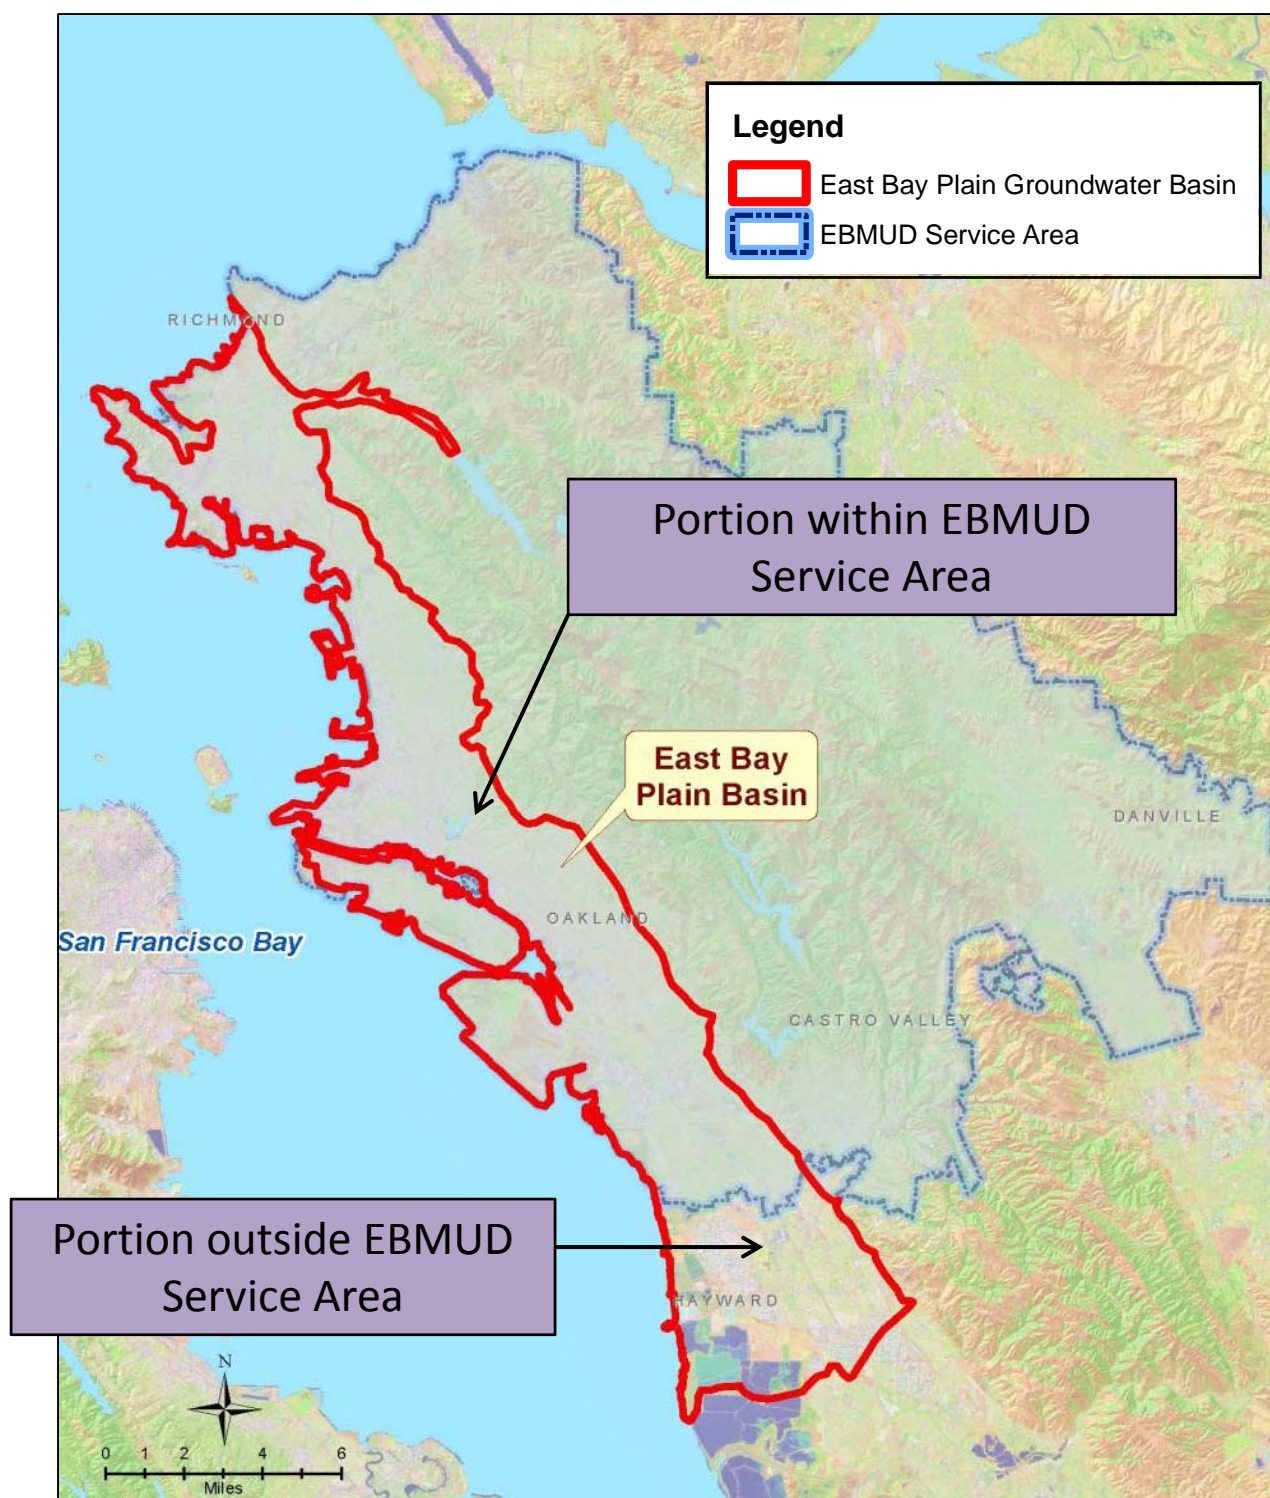 Legend
East Bay Plain Groundwater Basin
EBMUD Service Area
RICHMOND
Portion within EBMUD
Service Area
East Bay
Plain Basin
DANVILLE
OAKLAND
San Francisco Bay
CASTRO VALLEY
Portion outside EBMUD
Service Area
HAYWARD
N
0 1 2 4 6
Miles